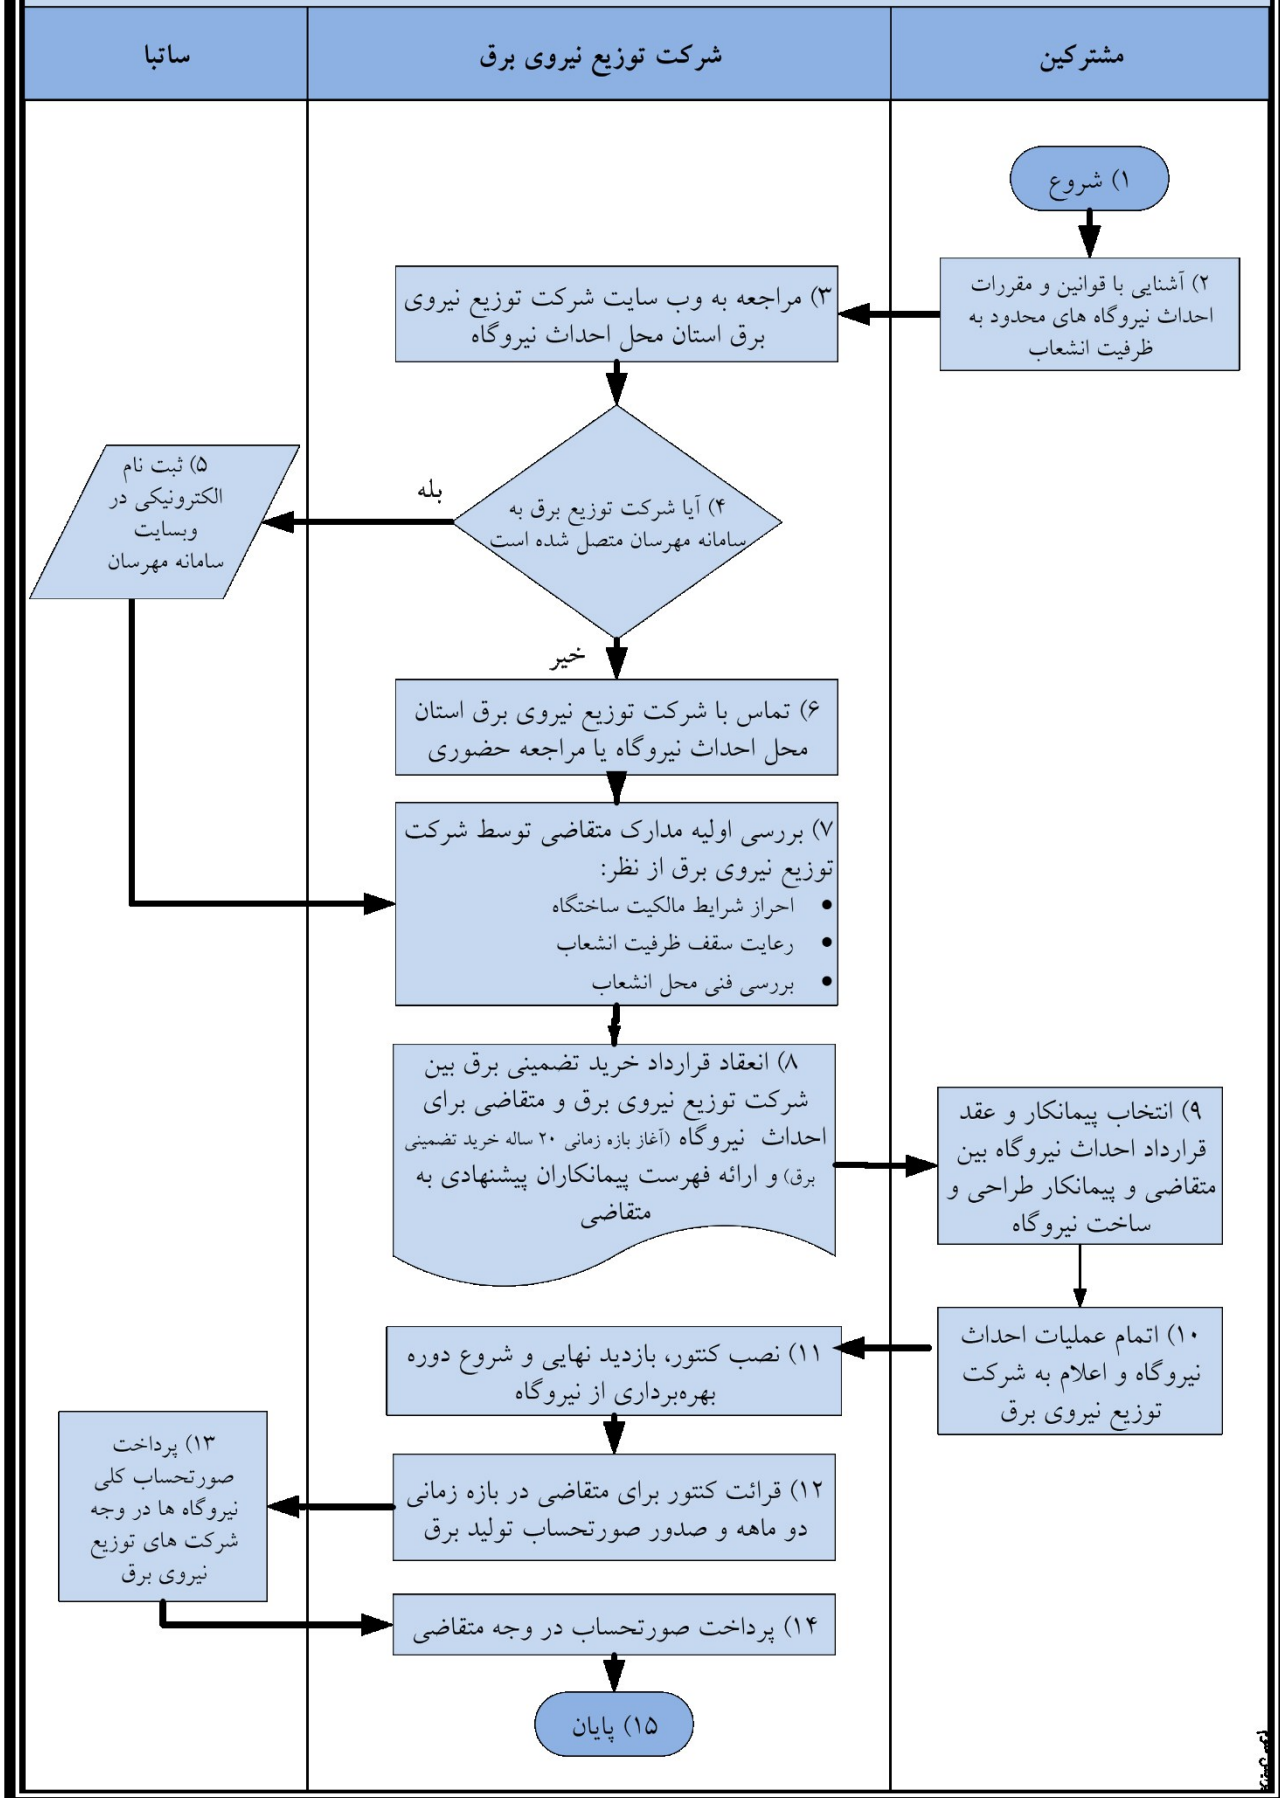 مشترکین
شرکت توزیع نیروی برق
ساتبا
۱) شروع
۲) آشنایی با قوانین و مقررات
احداث نیروگاه های محدود به
ظرفیت انشعاب
۳) مراجعه به وب سایت شرکت توزیع نیروی
برق استان محل احداث نیروگاه
۴) آیا شرکت توزیع برق به
سامانه مهرسان متصل شده است
بله
۵) ثبت نام
الکترونیکی در
وبسایت
سامانه مهرسان
خیر
۶) تماس با شرکت توزیع نیروی برق استان
محل احداث نیروگاه یا مراجعه حضوری
۷) بررسی اولیه مدارک متقاضی توسط شرکت
توزیع نیروی برق از نظر:
• احراز شرایط مالکیت ساختگاه
• رعایت سقف ظرفیت انشعاب
• بررسی فنی محل انشعاب
۸) انعقاد قرارداد خرید تضمینی برق بین
شرکت توزیع نیروی برق و متقاضی برای
احداث نیروگاه (آغاز بازه زمانی ۲۰ ساله خرید تضمینی
برق) و ارائه فهرست پیمانکاران پیشنهادی به
متقاضی
۹) انتخاب پیمانکار و عقد
قرارداد احداث نیروگاه بین
متقاضی و پیمانکار طراحی و
ساخت نیروگاه
۱۰) اتمام عملیات احداث
نیروگاه و اعلام به شرکت
توزیع نیروی برق
۱۱) نصب کنتور، بازدید نهایی و شروع دوره
بهره‌برداری از نیروگاه
۱۲) قرائت کنتور برای متقاضی در بازه زمانی
دو ماهه و صدور صورتحساب تولید برق
۱۳) پرداخت
صورتحساب کلی
نیروگاه ها در وجه
شرکت های توزیع
نیروی برق
۱۴) پرداخت صورتحساب در وجه متقاضی
۱۵) پایان